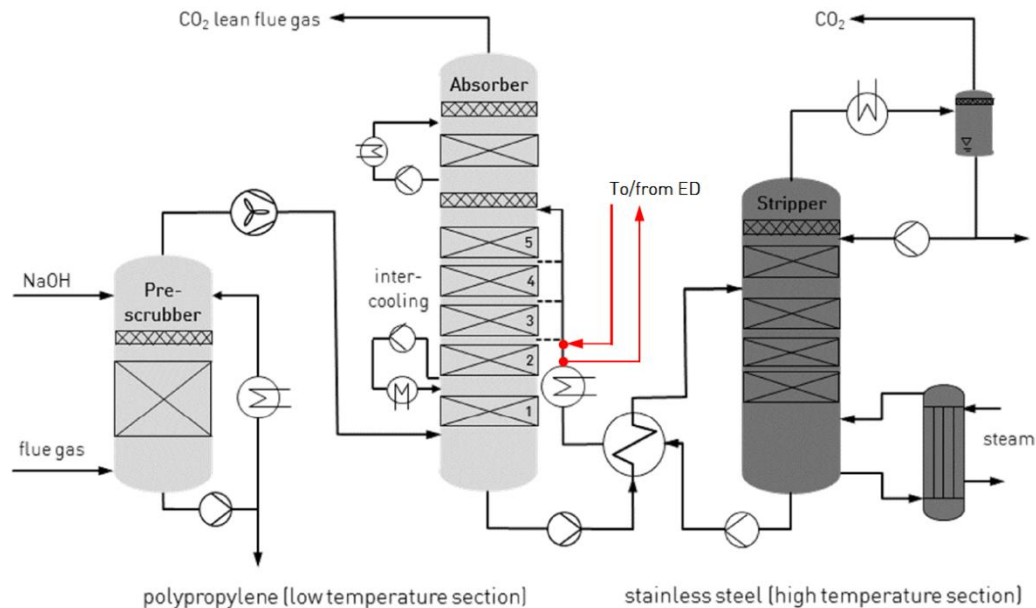 CO₂ lean flue gas
CO₂
Absorber
To/from ED
Stripper
5
NaOH
Pre-
scrubber
inter-
cooling
4
3
2
1
flue gas
steam
polypropylene (low temperature section)
stainless steel (high temperature section)